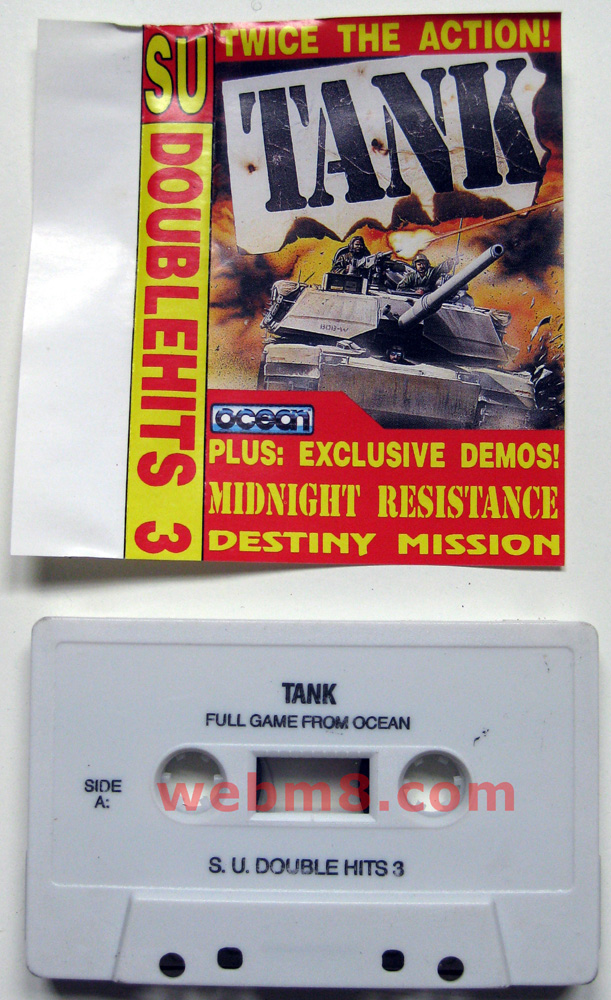 SU DOUBLEHITS 3
TWICE THE ACTION!
TANK
ocean
PLUS: EXCLUSIVE DEMOS!
MIDNIGHT RESISTANCE
DESTINY MISSION
TANK
FULL GAME FROM OCEAN
SIDE
A:
webm8.com
S. U. DOUBLE HITS 3